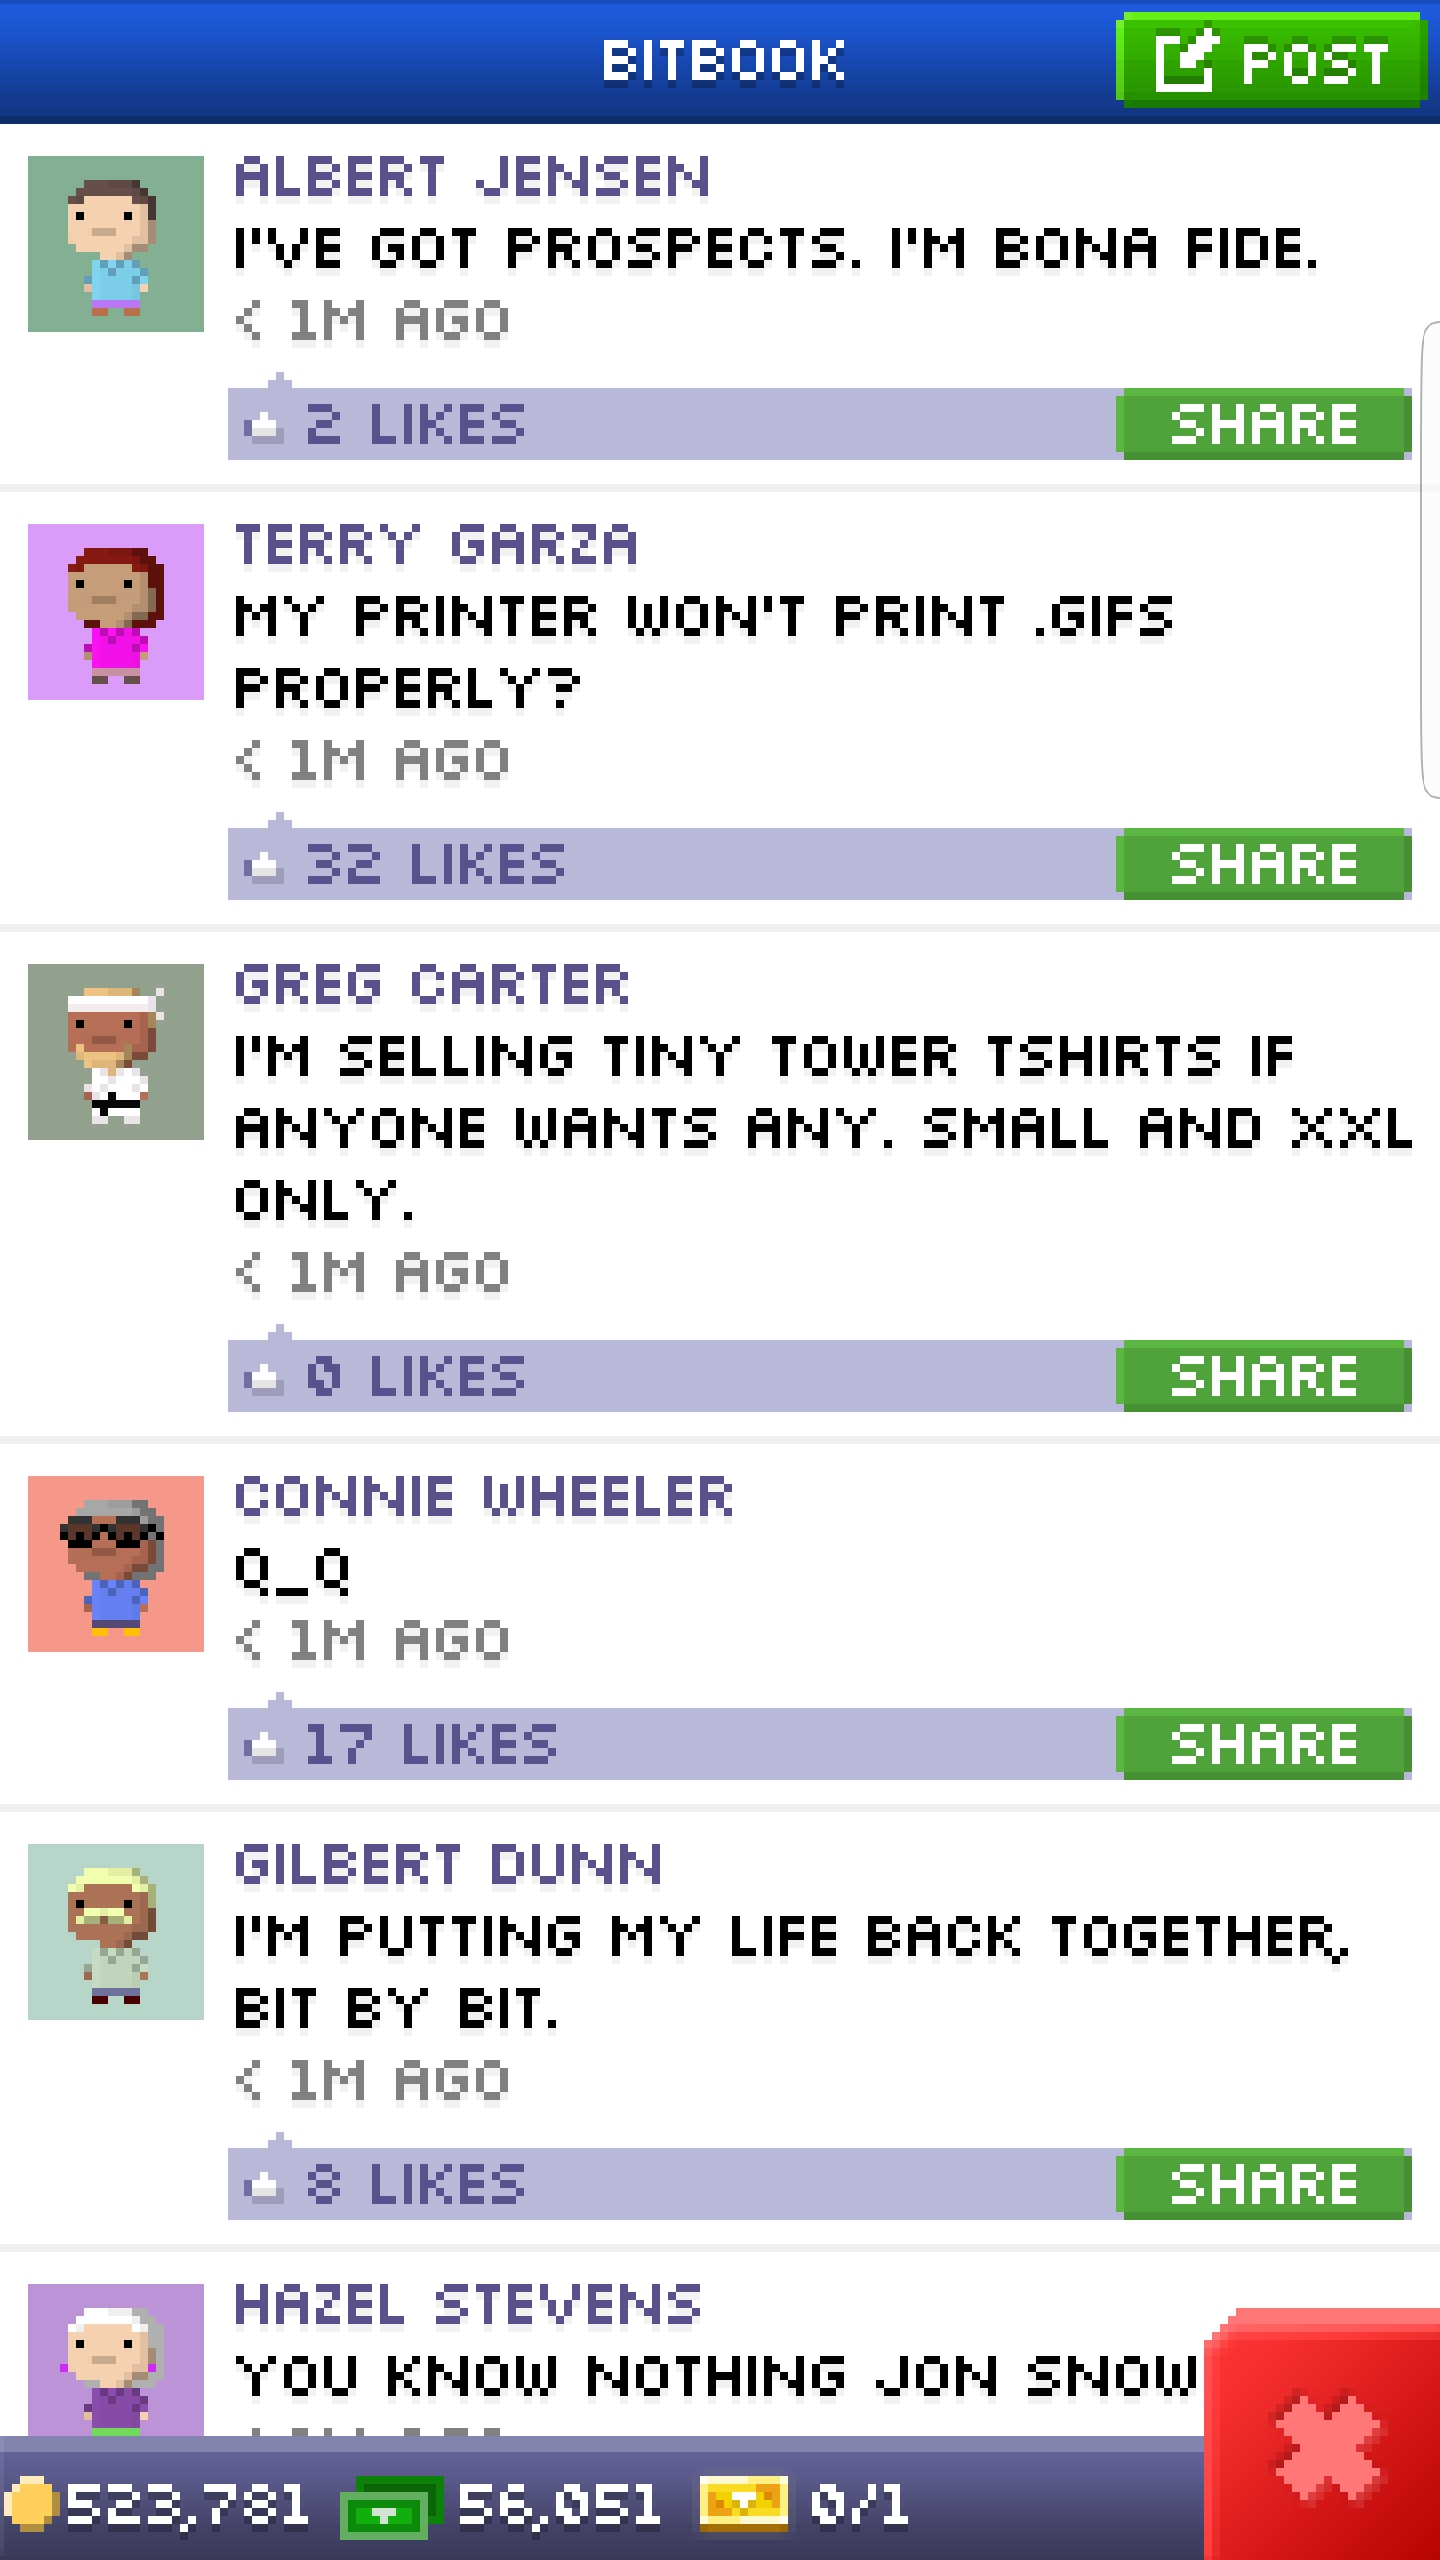 BITBOOK
POST
ALBERT JENSEN
I'VE GOT PROSPECTS. I'M BONA FIDE.
< 1M AGO
2 LIKES
SHARE
TERRY GARZA
MY PRINTER WON'T PRINT .GIFS
PROPERLY?
< 1M AGO
32 LIKES
SHARE
GREG CARTER
I'M SELLING TINY TOWER TSHIRTS IF
ANYONE WANTS ANY. SMALL AND XXL
ONLY.
< 1M AGO
0 LIKES
SHARE
CONNIE WHEELER
Q_Q
< 1M AGO
17 LIKES
SHARE
GILBERT DUNN
I'M PUTTING MY LIFE BACK TOGETHER,
BIT BY BIT.
< 1M AGO
8 LIKES
SHARE
HAZEL STEVENS
YOU KNOW NOTHING JON SNOW
523,781 56,051 0/1